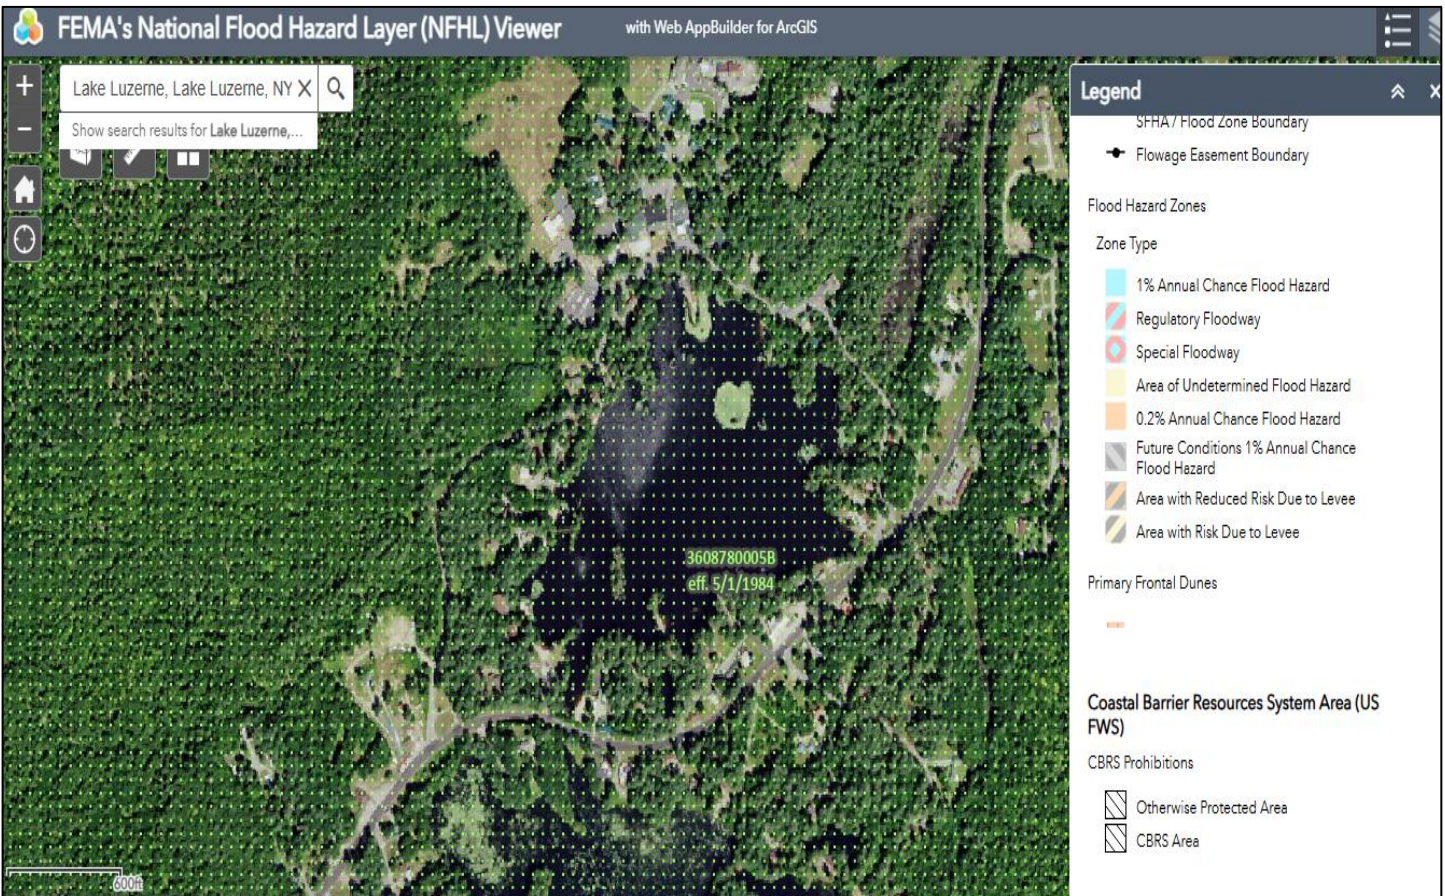 FEMA's National Flood Hazard Layer (NFHL) Viewer
with Web AppBuilder for ArcGIS
Lake Luzerne, Lake Luzerne, NY
Show search results for Lake Luzerne,...
3608780005B
eff. 5/1/1984
600ft
Legend
SFHA / Flood Zone Boundary
Flowage Easement Boundary
Flood Hazard Zones
Zone Type
1% Annual Chance Flood Hazard
Regulatory Floodway
Special Floodway
Area of Undetermined Flood Hazard
0.2% Annual Chance Flood Hazard
Future Conditions 1% Annual Chance
Flood Hazard
Area with Reduced Risk Due to Levee
Area with Risk Due to Levee
Primary Frontal Dunes
Coastal Barrier Resources System Area (US
FWS)
CBRS Prohibitions
Otherwise Protected Area
CBRS Area